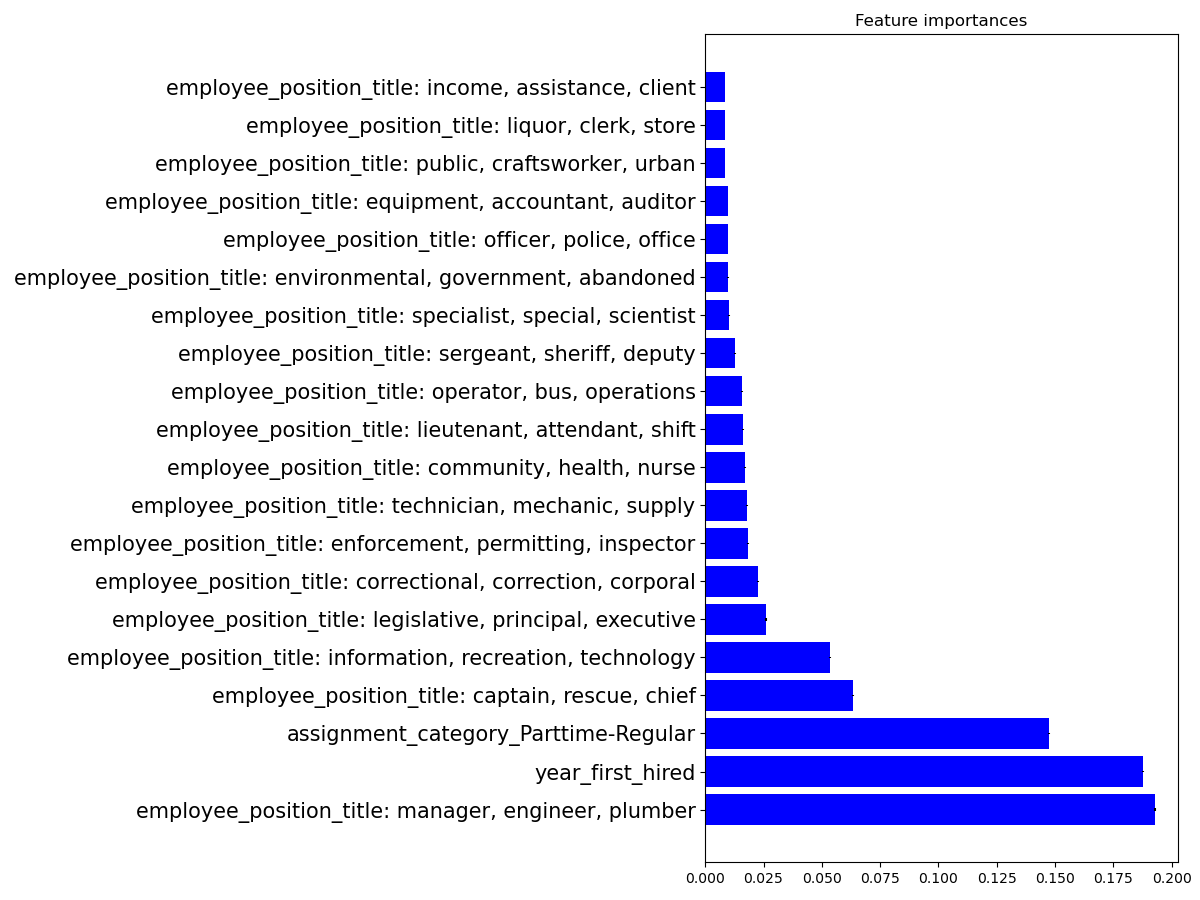 Feature importances
employee_position_title: income, assistance, client
employee_position_title: liquor, clerk, store
employee_position_title: public, craftsworker, urban
employee_position_title: equipment, accountant, auditor
employee_position_title: officer, police, office
employee_position_title: environmental, government, abandoned
employee_position_title: specialist, special, scientist
employee_position_title: sergeant, sheriff, deputy
employee_position_title: operator, bus, operations
employee_position_title: lieutenant, attendant, shift
employee_position_title: community, health, nurse
employee_position_title: technician, mechanic, supply
employee_position_title: enforcement, permitting, inspector
employee_position_title: correctional, correction, corporal
employee_position_title: legislative, principal, executive
employee_position_title: information, recreation, technology
employee_position_title: captain, rescue, chief
assignment_category_Parttime-Regular
year_first_hired
employee_position_title: manager, engineer, plumber
0.000 0.025 0.050 0.075 0.100 0.125 0.150 0.175 0.200